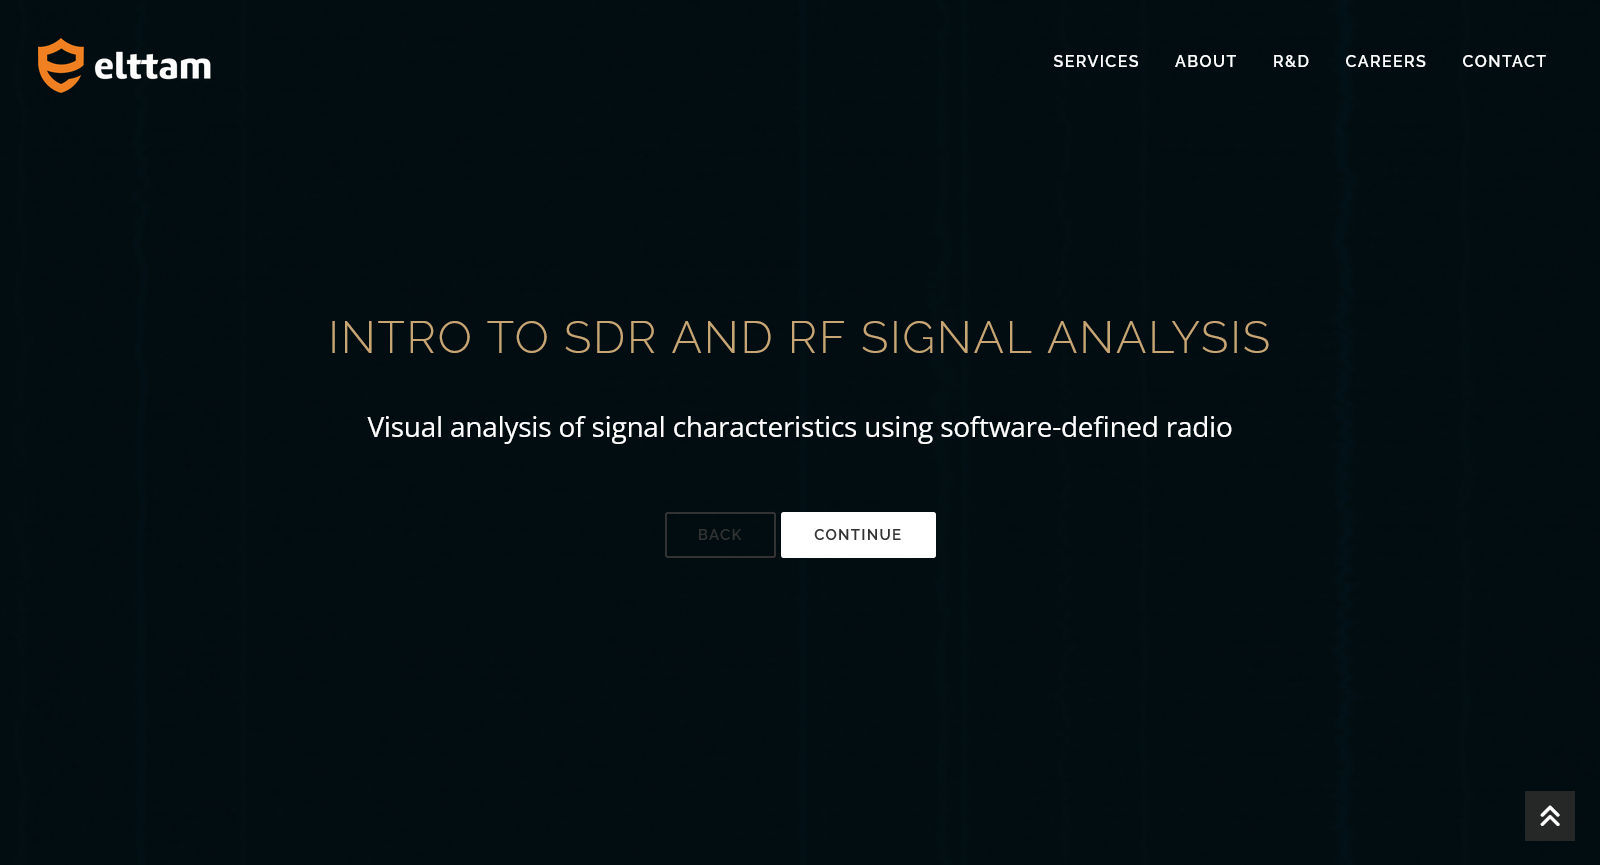 elttam
SERVICES ABOUT R&D CAREERS CONTACT
INTRO TO SDR AND RF SIGNAL ANALYSIS
Visual analysis of signal characteristics using software-defined radio
BACK CONTINUE